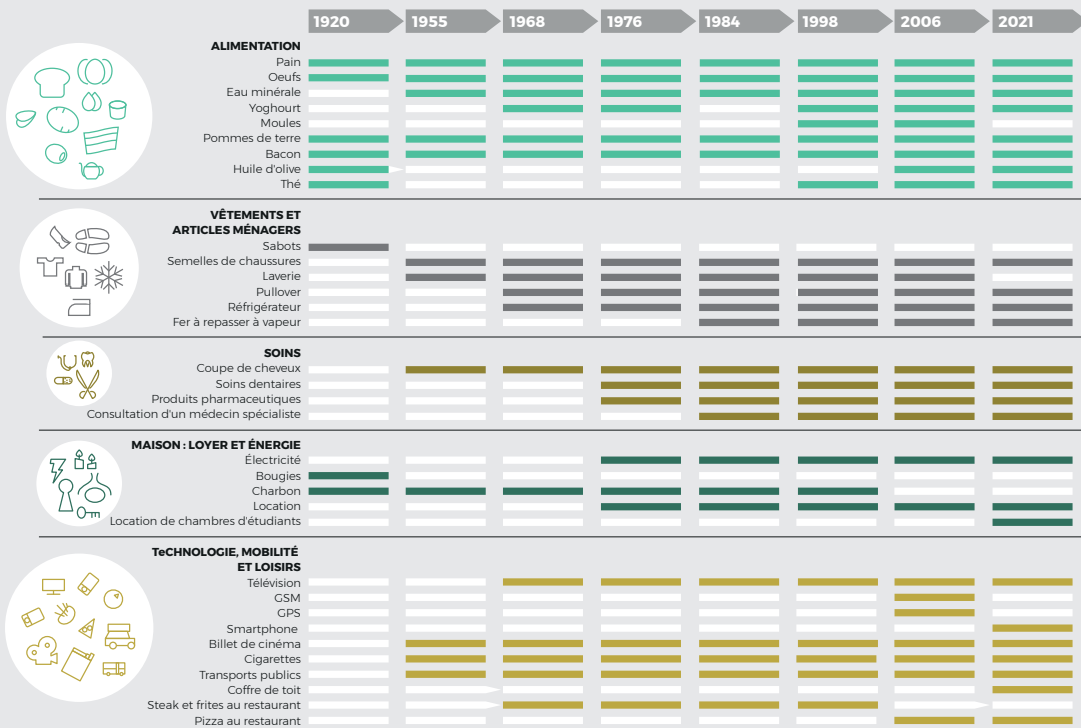 1920 1955 1968 1976 1984 1998 2006 2021
ALIMENTATION
Pain
Oeufs
Eau minérale
Yoghourt
Moules
Pommes de terre
Bacon
Huile d'olive
Thé
VÊTEMENTS ET
ARTICLES MÉNAGERS
Sabots
Semelles de chaussures
Laverie
Pullover
Réfrigérateur
Fer à repasser à vapeur
SOINS
Coupe de cheveux
Soins dentaires
Produits pharmaceutiques
Consultation d'un médecin spécialiste
MAISON : LOYER ET ÉNERGIE
Électricité
Bougies
Charbon
Location
Location de chambres d'étudiants
TeCHNOLOGIE, MOBILITÉ
ET LOISIRS
Télévision
GSM
GPS
Smartphone
Billet de cinéma
Cigarettes
Transports publics
Coffre de toit
Steak et frites au restaurant
Pizza au restaurant